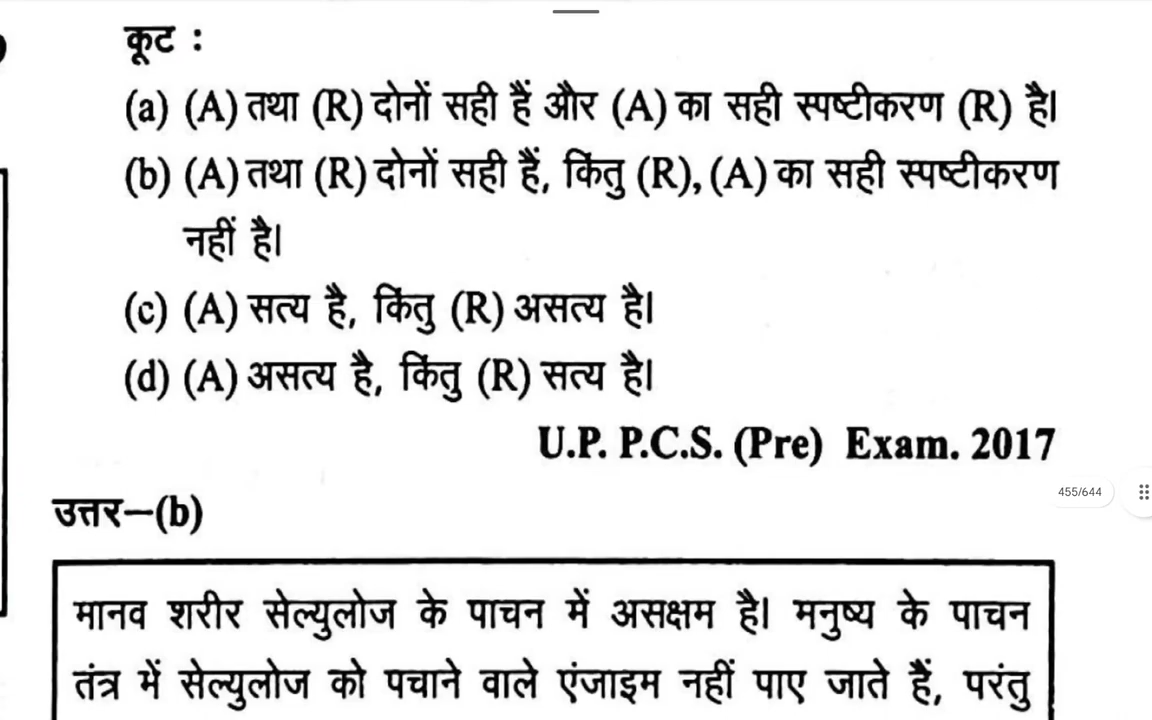 कूट :
(a) (A) तथा (R) दोनों सही हैं और (A) का सही स्पष्टीकरण (R) है।
(b) (A) तथा (R) दोनों सही हैं, किंतु (R), (A) का सही स्पष्टीकरण
नहीं है।
(c) (A) सत्य है, किंतु (R) असत्य है।
(d) (A) असत्य है, किंतु (R) सत्य है।
U.P. P.C.S. (Pre) Exam. 2017
455/644
उत्तर–(b)
मानव शरीर सेल्युलोज के पाचन में असक्षम है। मनुष्य के पाचन
तंत्र में सेल्युलोज को पचाने वाले एंजाइम नहीं पाए जाते हैं, परंतु